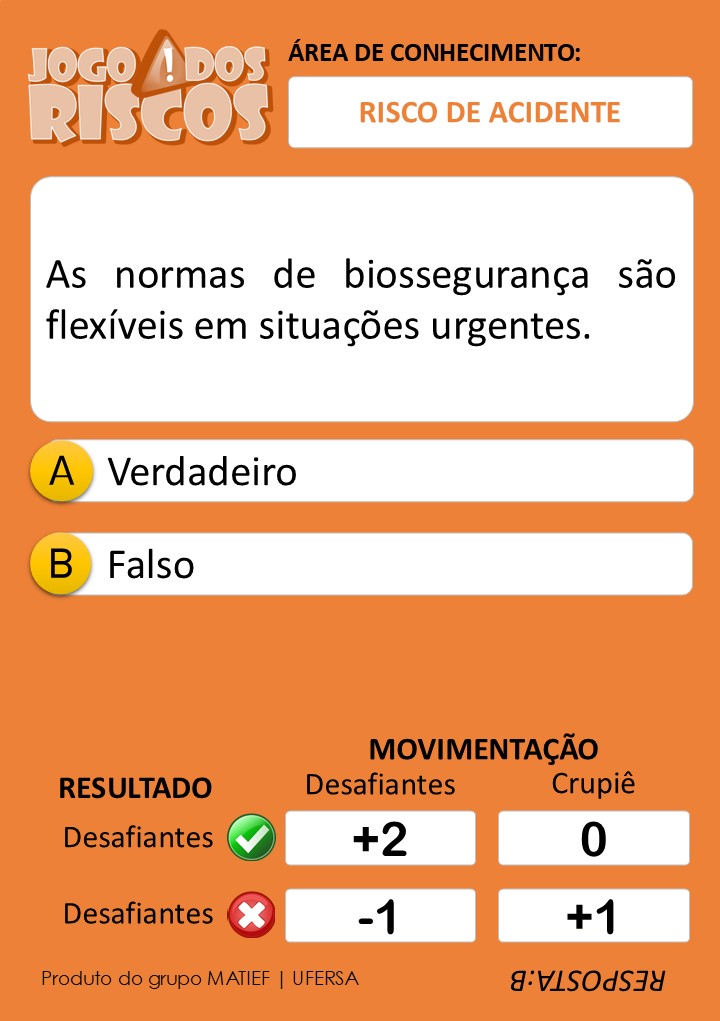 JOGO DOS
RISCOS
ÁREA DE CONHECIMENTO:
RISCO DE ACIDENTE
As normas de biossegurança são
flexíveis em situações urgentes.
A Verdadeiro
B Falso
MOVIMENTAÇÃO
RESULTADO Desafiantes Crupiê
Desafiantes +2 0
Desafiantes -1 +1
Produto do grupo MATIEF | UFERSA RESPOSTA:B